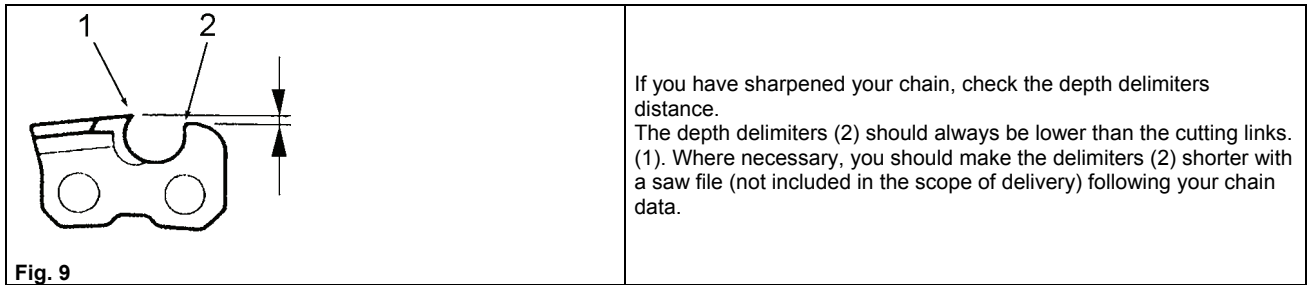 1 2
If you have sharpened your chain, check the depth delimiters
distance.
The depth delimiters (2) should always be lower than the cutting links.
(1). Where necessary, you should make the delimiters (2) shorter with
a saw file (not included in the scope of delivery) following your chain
data.
Fig. 9